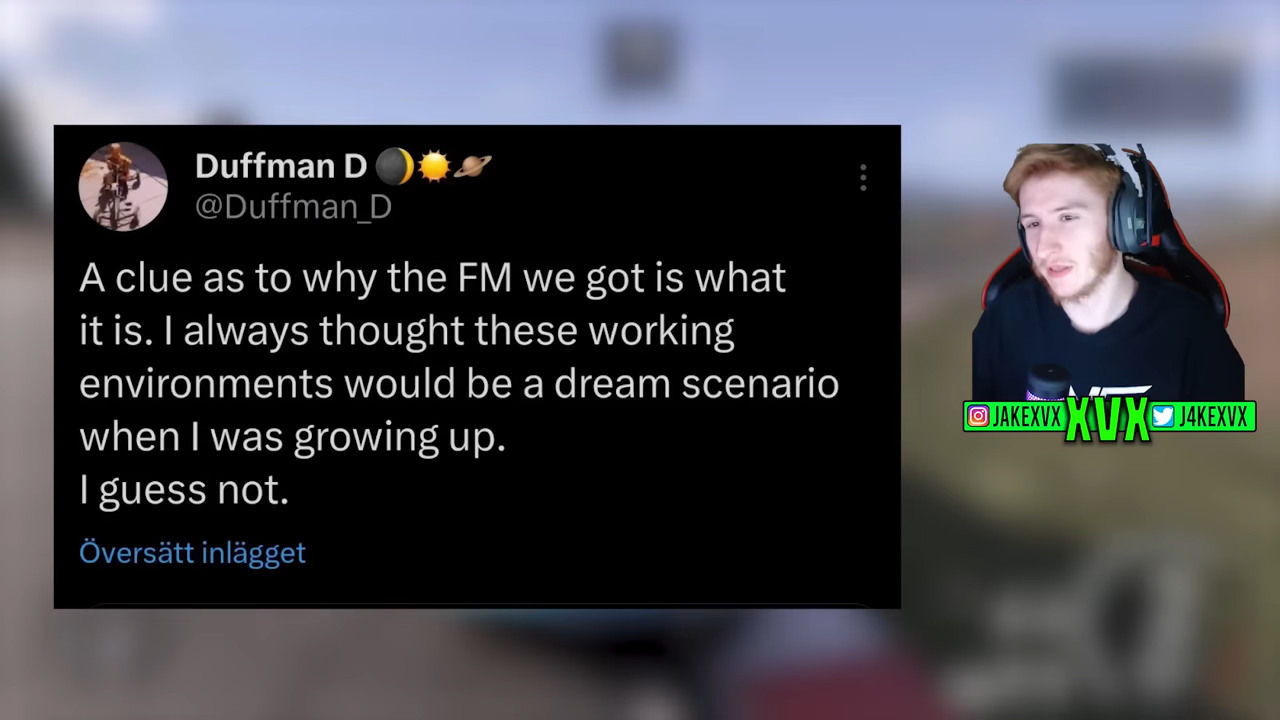 Duffman D
@Duffman_D
A clue as to why the FM we got is what
it is. I always thought these working
environments would be a dream scenario
when I was growing up.
I guess not.
Översätt inlägget
JAKEXVX
XVX
J4KEXVX